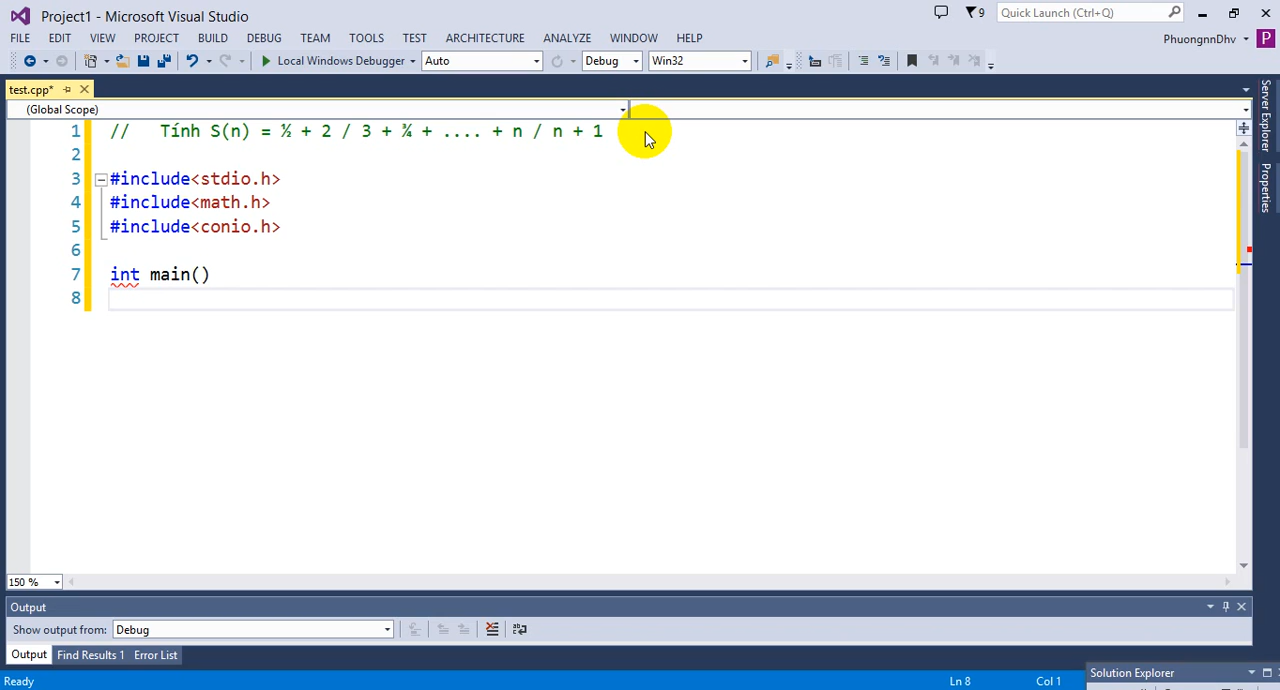 Project1 - Microsoft Visual Studio
9
Quick Launch (Ctrl+Q)
FILE EDIT VIEW PROJECT BUILD DEBUG TEAM TOOLS TEST ARCHITECTURE ANALYZE WINDOW HELP
PhuongnnDhv
P
Local Windows Debugger
Auto
Debug
Win32
test.cpp*
(Global Scope)
1 // Tính S(n) = ½ + 2 / 3 + ¾ + .... + n / n + 1
2
3 #include<stdio.h>
4 #include<math.h>
5 #include<conio.h>
6
7 int main()
8
Server Explorer
Properties
150 %
Output
Show output from: Debug
Output Find Results 1 Error List
Solution Explorer
Ready
Ln 8
Col 1